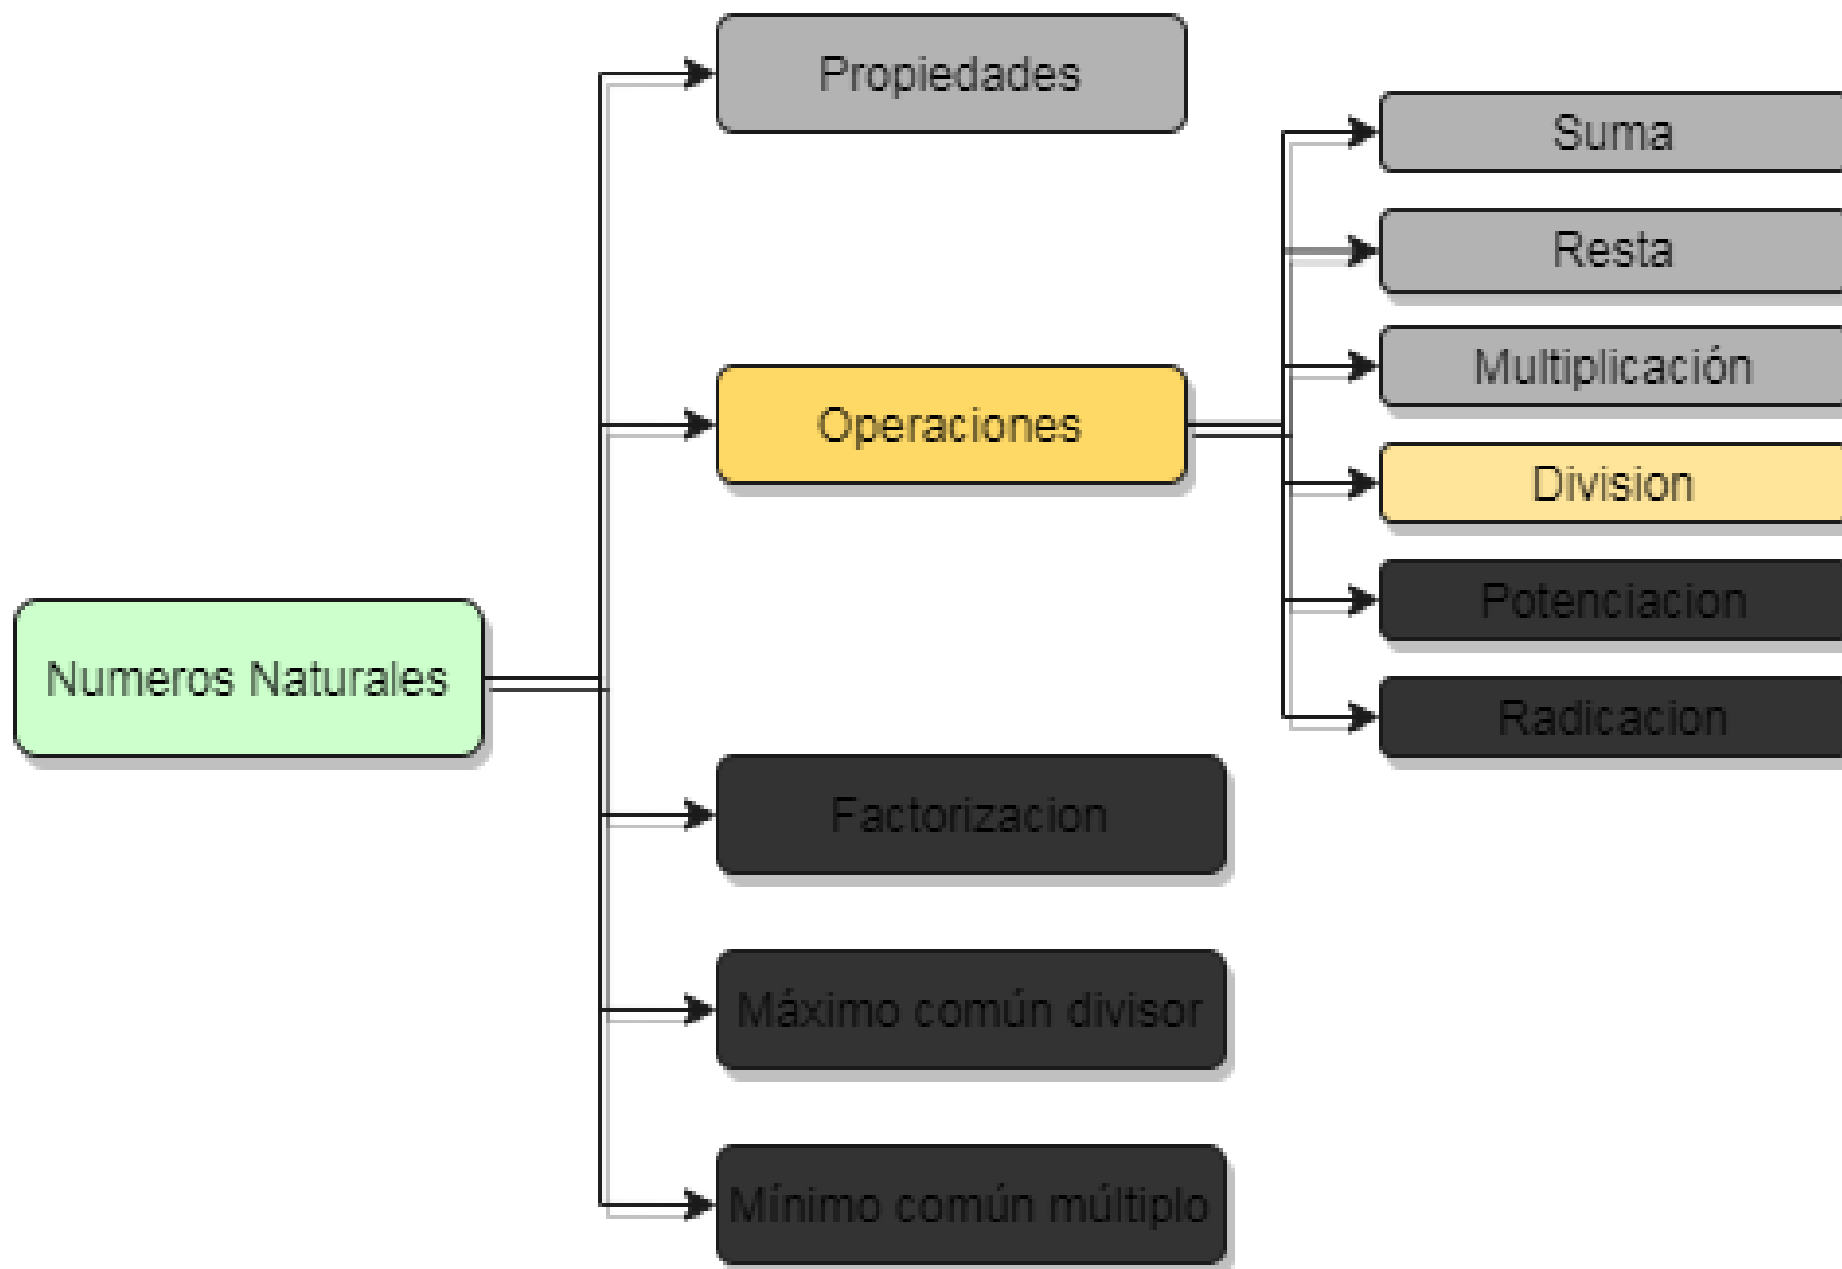 Propiedades
Suma
Resta
Multiplicación
Operaciones
Division
Potenciacion
Numeros Naturales
Radicacion
Factorizacion
Máximo común divisor
Mínimo común múltiplo